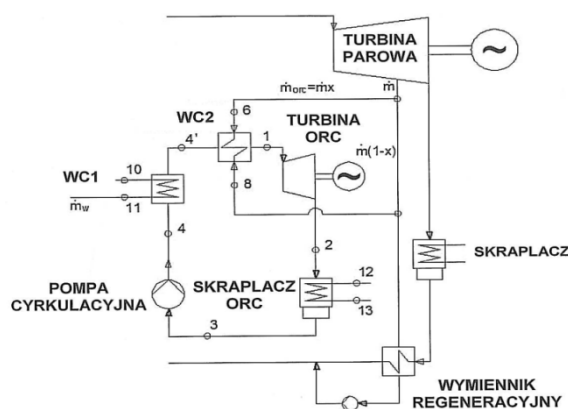 TURBINA
PAROWA
~
ṁ
ṁorc=ṁx
WC2
6
TURBINA
ORC
4'
1
ṁ(1-x)
~
WC1
10
8
ṁw
11
4
2
SKRAPLACZ
POMPA
CYRKULACYJNA
SKRAPLACZ
ORC
12
13
3
WYMIENNIK
REGENERACYJNY